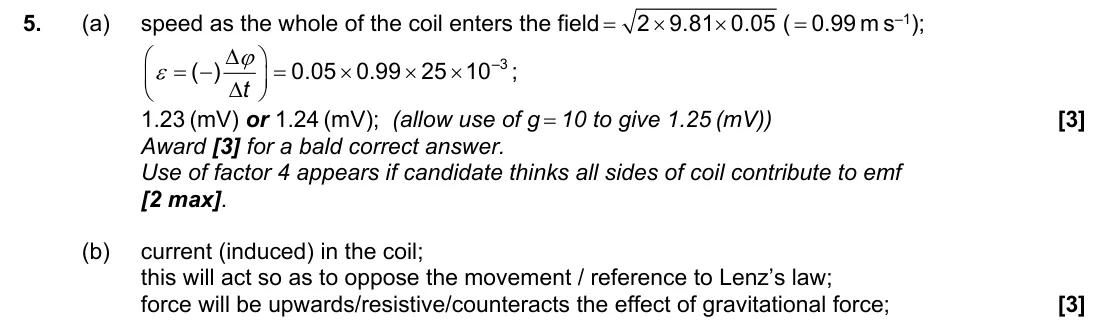 5. (a) speed as the whole of the coil enters the field = √2 × 9.81 × 0.05 (= 0.99 m s⁻¹);
(ε = (−) Δφ/Δt) = 0.05 × 0.99 × 25 × 10⁻³;
1.23 (mV) or 1.24 (mV); (allow use of g = 10 to give 1.25 (mV)) [3]
Award [3] for a bald correct answer.
Use of factor 4 appears if candidate thinks all sides of coil contribute to emf
[2 max].
(b) current (induced) in the coil;
this will act so as to oppose the movement / reference to Lenz’s law;
force will be upwards/resistive/counteracts the effect of gravitational force; [3]